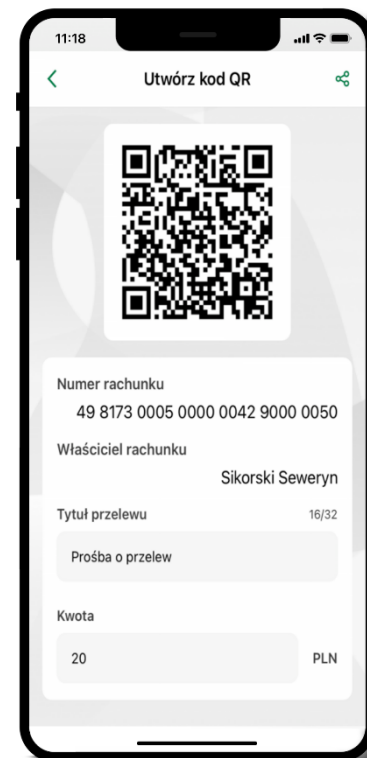 11:18
Utwórz kod QR
Numer rachunku
49 8173 0005 0000 0042 9000 0050
Właściciel rachunku
Sikorski Seweryn
Tytuł przelewu 16/32
Prośba o przelew
Kwota
20 PLN